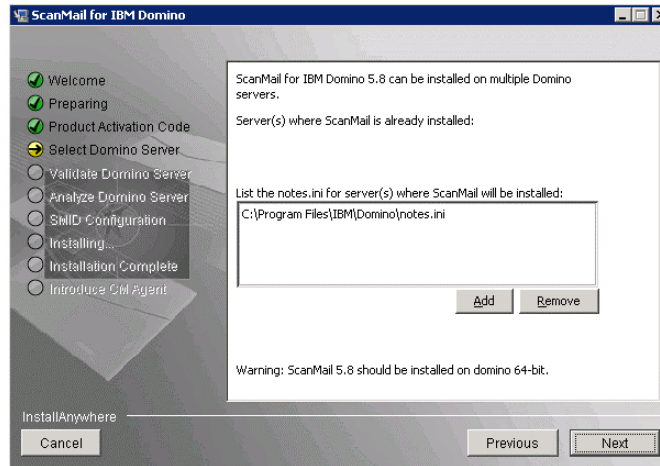 ScanMail for IBM Domino
Welcome
Preparing
Product Activation Code
Select Domino Server
Validate Domino Server
Analyze Domino Server
SMID Configuration
Installing...
Installation Complete
Introduce CM Agent
ScanMail for IBM Domino 5.8 can be installed on multiple Domino
servers.
Server(s) where ScanMail is already installed:
List the notes.ini for server(s) where ScanMail will be installed:
C:\Program Files\IBM\Domino\notes.ini
Add Remove
Warning: ScanMail 5.8 should be installed on domino 64-bit.
InstallAnywhere
Cancel Previous Next